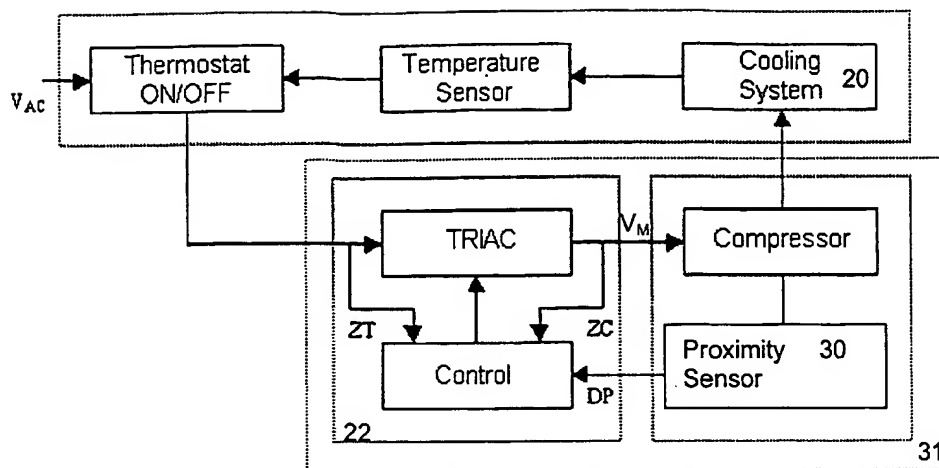 Thermostat
ON/OFF
Temperature
Sensor
Cooling
System 20
VAC
TRIAC
VM
Compressor
ZT
ZC
Control
DP
Proximity 30
Sensor
22
31